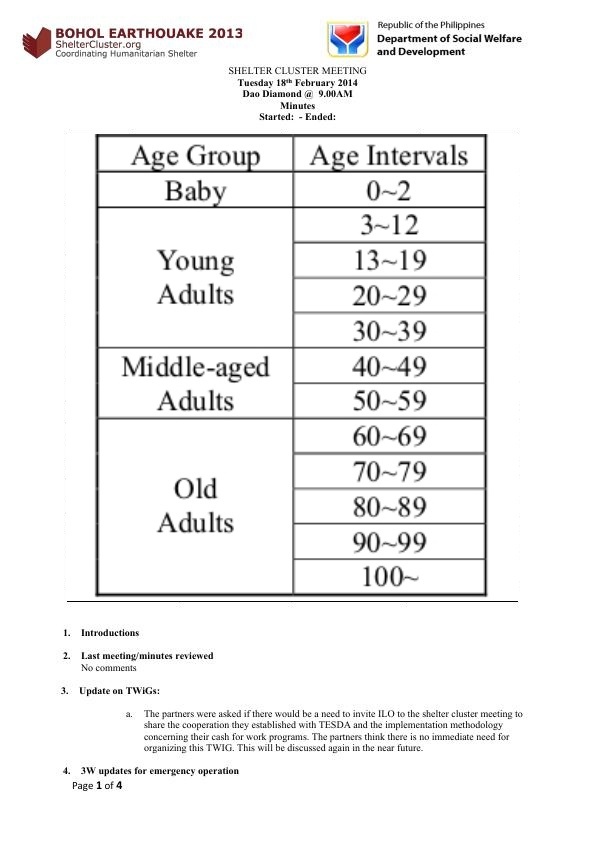 BOHOL EARTHQUAKE 2013
ShelterCluster.org
Coordinating Humanitarian Shelter
Republic of the Philippines
Department of Social Welfare
and Development
SHELTER CLUSTER MEETING
Tuesday 18th February 2014
Dao Diamond @ 9.00AM
Minutes
Started: - Ended:
Age Group Age Intervals
Baby 0~2
3~12
Young
Adults
13~19
20~29
30~39
Middle-aged
Adults
40~49
50~59
60~69
70~79
Old
Adults
80~89
90~99
100~
1. Introductions
2. Last meeting/minutes reviewed
No comments
3. Update on TWiGs:
a. The partners were asked if there would be a need to invite ILO to the shelter cluster meeting to
share the cooperation they established with TESDA and the implementation methodology
concerning their cash for work programs. The partners think there is no immediate need for
organizing this TWIG. This will be discussed again in the near future.
4. 3W updates for emergency operation
Page 1 of 4